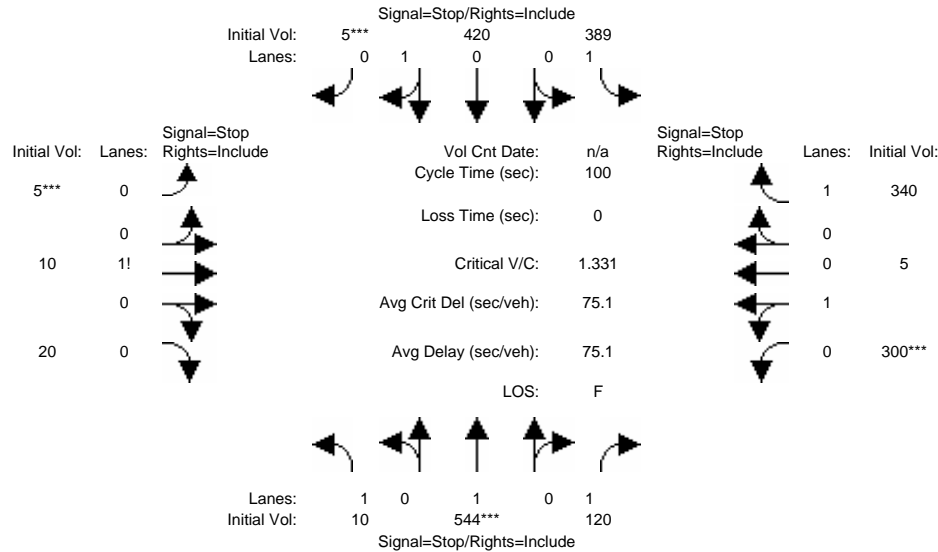 Signal=Stop/Rights=Include
Initial Vol: 5*** 420 389
Lanes: 0 1 0 0 1
Signal=Stop
Initial Vol: Lanes: Rights=Include
Vol Cnt Date: n/a
Signal=Stop
Rights=Include Lanes: Initial Vol:
Cycle Time (sec): 100
5*** 0
1 340
Loss Time (sec): 0
0
0
10 1!
Critical V/C: 1.331
0 5
0
Avg Crit Del (sec/veh): 75.1
1
20 0
Avg Delay (sec/veh): 75.1
0 300***
LOS: F
Lanes: 1 0 1 0 1
Initial Vol: 10 544*** 120
Signal=Stop/Rights=Include